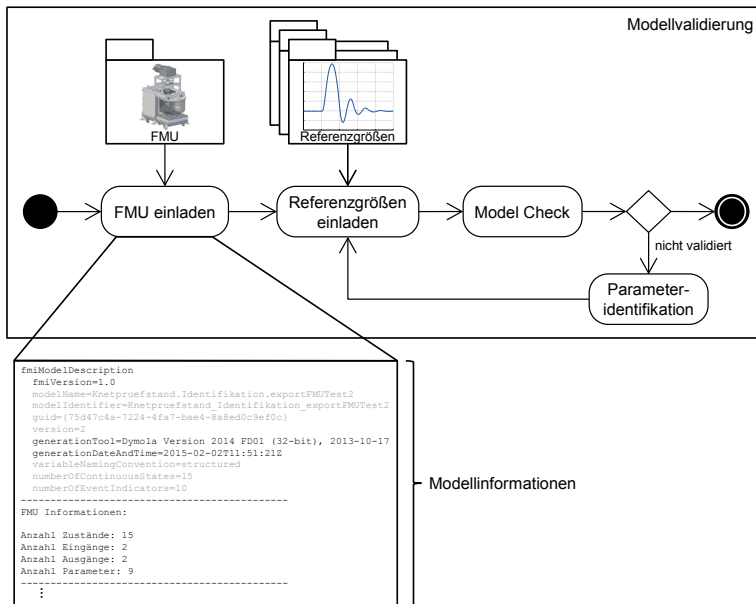 Modellvalidierung
FMU
Referenzgrößen
FMU einladen
Referenzgrößen
einladen
Model Check
nicht validiert
Parameter-
identifikation
fmiModelDescription
fmiVersion=1.0
modelName=Knetpruefstand.Identifikation.exportFMUTest2
modelIdentifier=Knetpruefstand_Identifikation_exportFMUTest2
guid={75d47c4a-7224-4fa7-bae4-8a8ed0c9ef0c}
version=2
generationTool=Dymola Version 2014 FD01 (32-bit), 2013-10-17
generationDateAndTime=2015-02-02T11:51:21Z
variableNamingConvention=structured
numberOfContinuousStates=15
numberOfEventIndicators=10
----------------------------------------------
FMU Informationen:
Anzahl Zustände: 15
Anzahl Eingänge: 2
Anzahl Ausgänge: 2
Anzahl Parameter: 9
----------------------------------------------
Modellinformationen